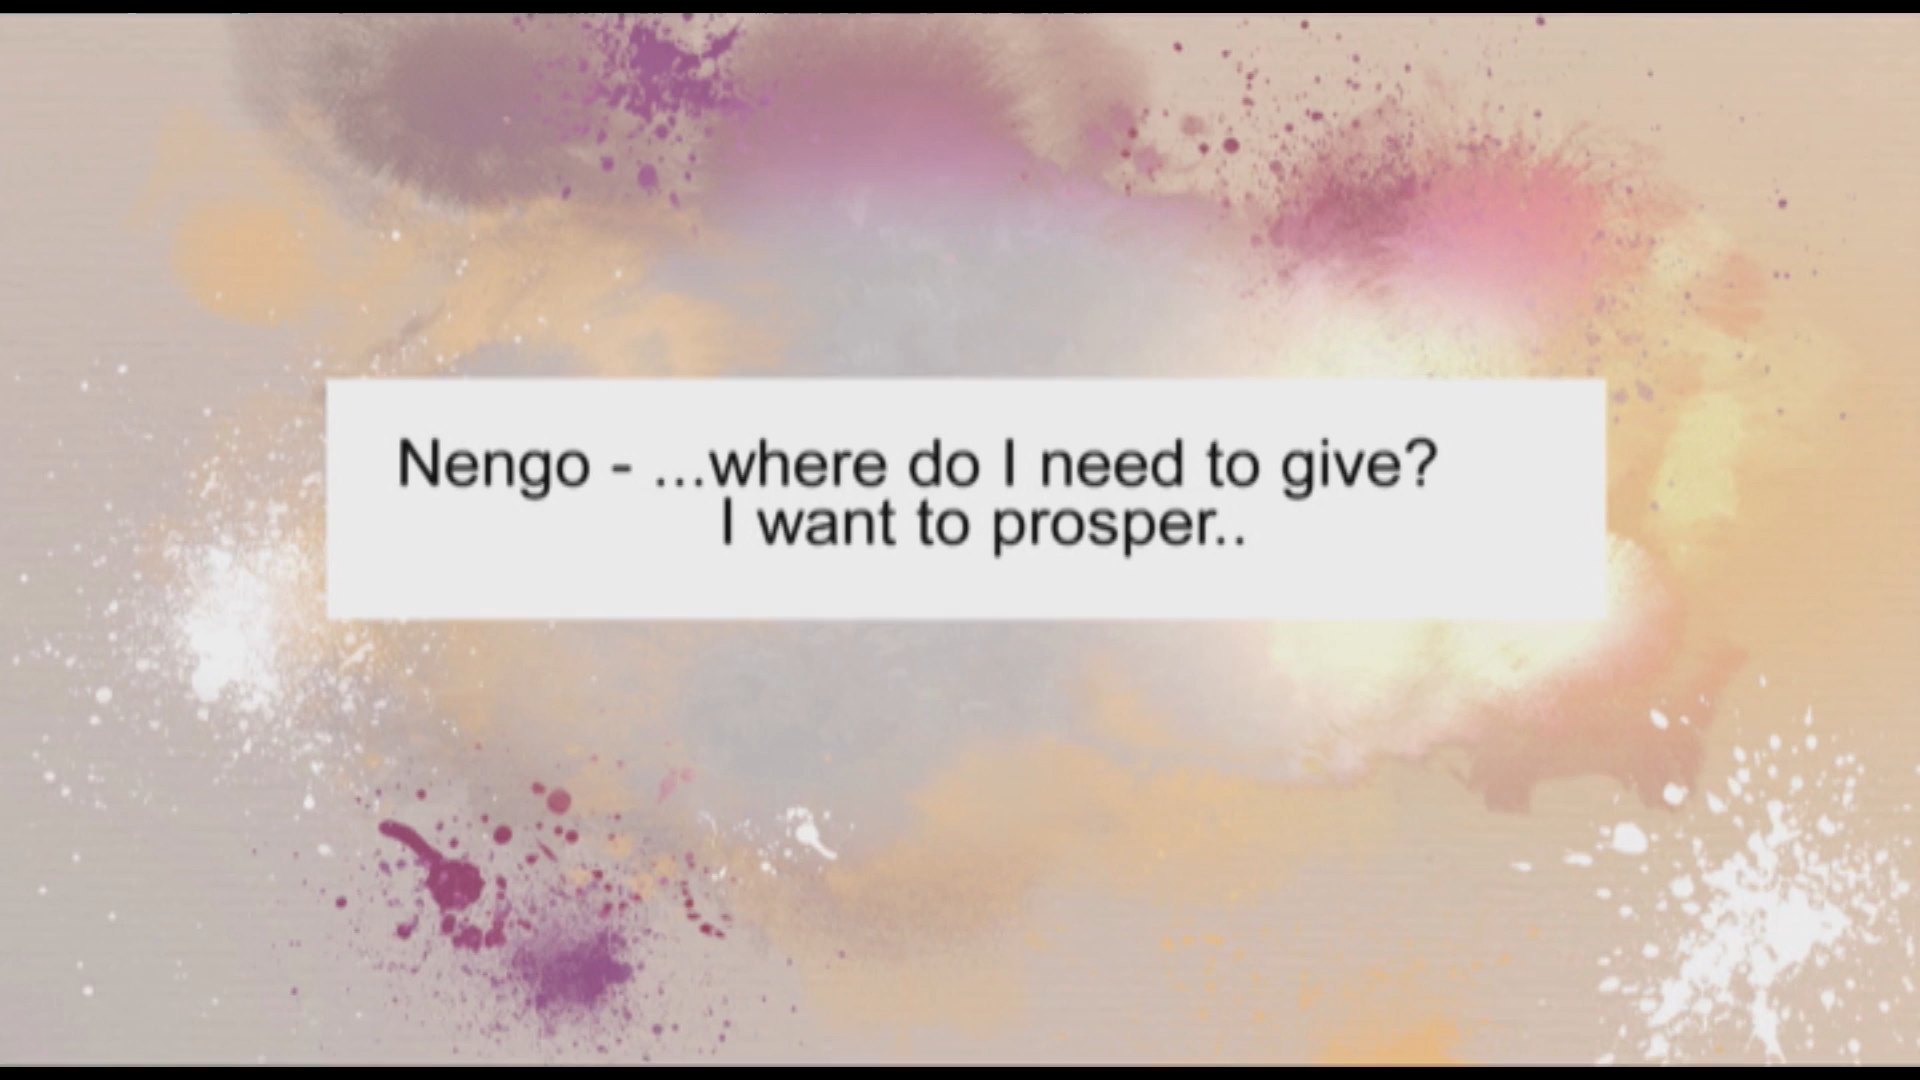 Nengo - ...where do I need to give?
I want to prosper..